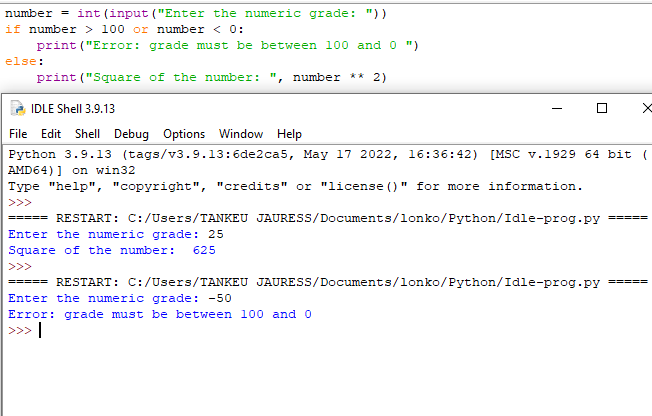 number = int(input("Enter the numeric grade: "))
if number > 100 or number < 0:
    print("Error: grade must be between 100 and 0 ")
else:
    print("Square of the number: ", number ** 2)
IDLE Shell 3.9.13
File Edit Shell Debug Options Window Help
Python 3.9.13 (tags/v3.9.13:6de2ca5, May 17 2022, 16:36:42) [MSC v.1929 64 bit (
AMD64)] on win32
Type "help", "copyright", "credits" or "license()" for more information.
>>>
===== RESTART: C:/Users/TANKEU JAURESS/Documents/lonko/Python/Idle-prog.py =====
Enter the numeric grade: 25
Square of the number:  625
>>>
===== RESTART: C:/Users/TANKEU JAURESS/Documents/lonko/Python/Idle-prog.py =====
Enter the numeric grade: -50
Error: grade must be between 100 and 0
>>>